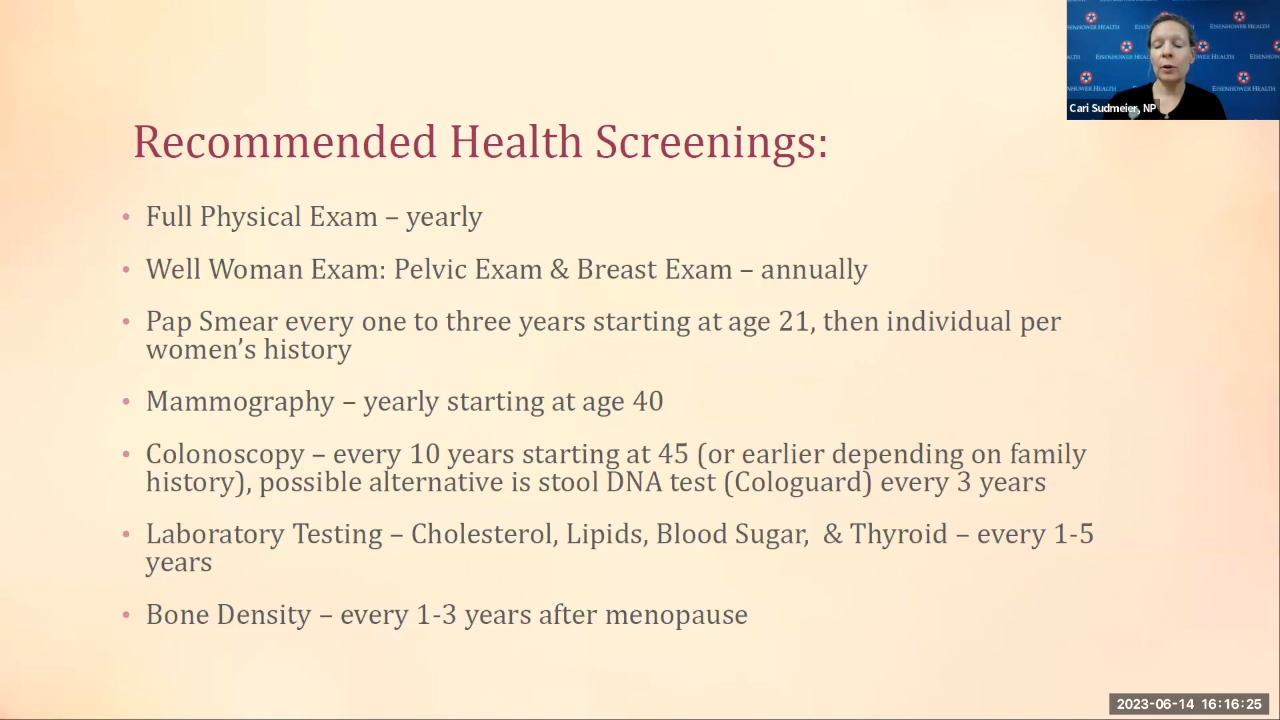 EISENHOWER HEALTH
EISENHOWER HEALTH
Cari Sudmeier, NP
Recommended Health Screenings:
• Full Physical Exam – yearly
• Well Woman Exam: Pelvic Exam & Breast Exam – annually
• Pap Smear every one to three years starting at age 21, then individual per
women’s history
• Mammography – yearly starting at age 40
• Colonoscopy – every 10 years starting at 45 (or earlier depending on family
history), possible alternative is stool DNA test (Cologuard) every 3 years
• Laboratory Testing – Cholesterol, Lipids, Blood Sugar,  & Thyroid – every 1-5
years
• Bone Density – every 1-3 years after menopause
2023-06-14 16:16:25